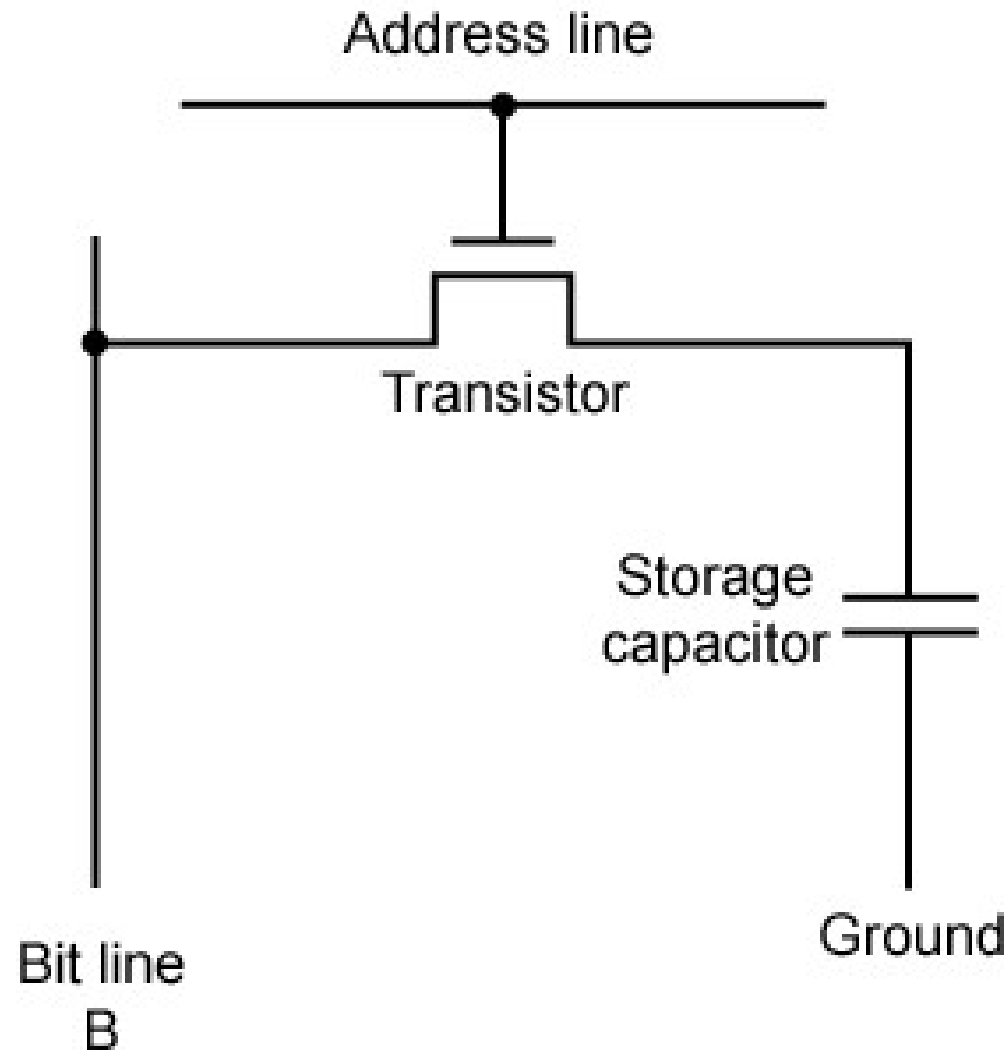 Address line
Transistor
Storage
capacitor
Ground
Bit line
B